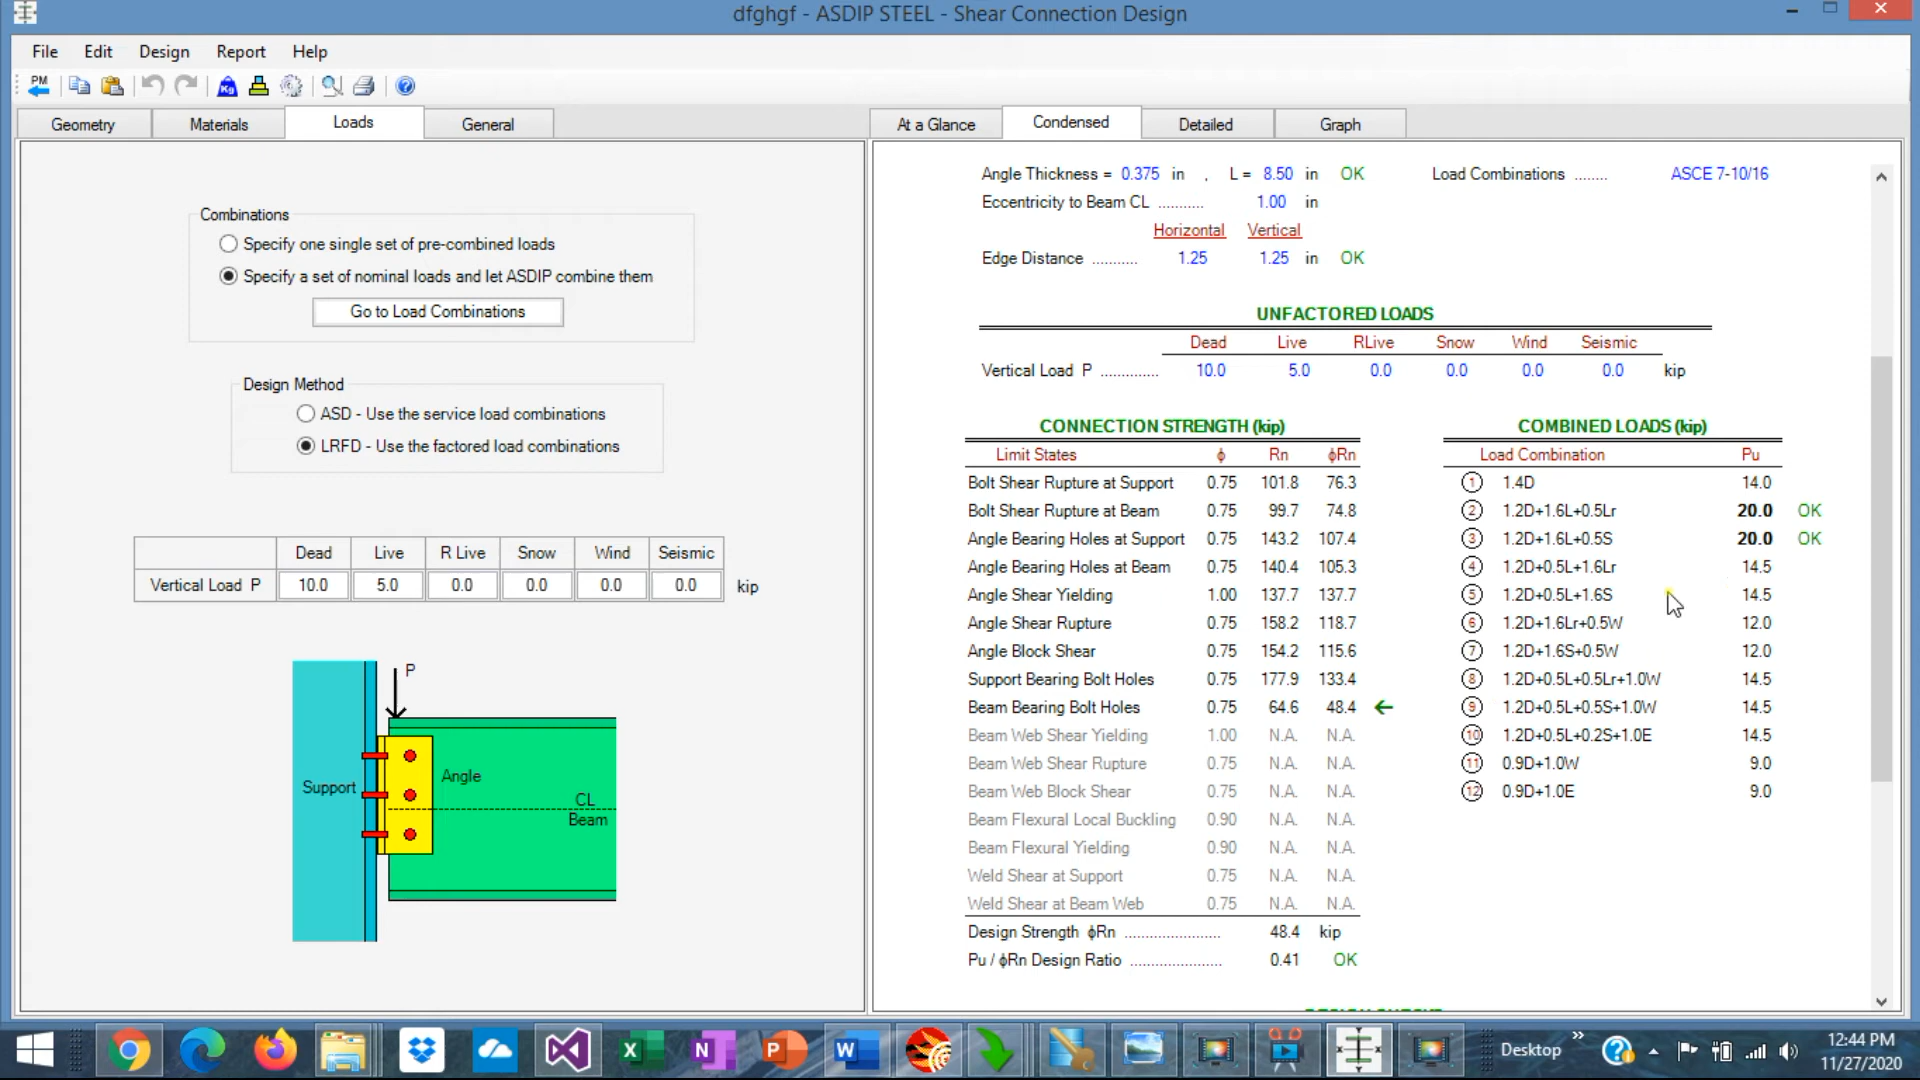 dfghgf - ASDIP STEEL - Shear Connection Design
File Edit Design Report Help
PM Kg
Geometry Materials Loads General
At a Glance Condensed Detailed Graph
Combinations
Specify one single set of pre-combined loads
Specify a set of nominal loads and let ASDIP combine them
Go to Load Combinations
Design Method
ASD - Use the service load combinations
LRFD - Use the factored load combinations
Dead Live R Live Snow Wind Seismic
Vertical Load P 10.0 5.0 0.0 0.0 0.0 0.0 kip
P
Support
Angle
CL
Beam
Angle Thickness = 0.375 in , L = 8.50 in OK
Load Combinations ........ ASCE 7-10/16
Eccentricity to Beam CL ........... 1.00 in
Horizontal Vertical
Edge Distance ........... 1.25 1.25 in OK
UNFACTORED LOADS
Dead Live RLive Snow Wind Seismic
Vertical Load P .............. 10.0 5.0 0.0 0.0 0.0 0.0 kip
CONNECTION STRENGTH (kip)
Limit States ϕ Rn ϕRn
Bolt Shear Rupture at Support 0.75 101.8 76.3
Bolt Shear Rupture at Beam 0.75 99.7 74.8
Angle Bearing Holes at Support 0.75 143.2 107.4
Angle Bearing Holes at Beam 0.75 140.4 105.3
Angle Shear Yielding 1.00 137.7 137.7
Angle Shear Rupture 0.75 158.2 118.7
Angle Block Shear 0.75 154.2 115.6
Support Bearing Bolt Holes 0.75 177.9 133.4
Beam Bearing Bolt Holes 0.75 64.6 48.4 ←
Beam Web Shear Yielding 1.00 N.A. N.A.
Beam Web Shear Rupture 0.75 N.A. N.A.
Beam Web Block Shear 0.75 N.A. N.A.
Beam Flexural Local Buckling 0.90 N.A. N.A.
Beam Flexural Yielding 0.90 N.A. N.A.
Weld Shear at Support 0.75 N.A. N.A.
Weld Shear at Beam Web 0.75 N.A. N.A.
Design Strength ϕRn ...................... 48.4 kip
Pu / ϕRn Design Ratio ..................... 0.41 OK
COMBINED LOADS (kip)
Load Combination Pu
1 1.4D 14.0
2 1.2D+1.6L+0.5Lr 20.0 OK
3 1.2D+1.6L+0.5S 20.0 OK
4 1.2D+0.5L+1.6Lr 14.5
5 1.2D+0.5L+1.6S 14.5
6 1.2D+1.6Lr+0.5W 12.0
7 1.2D+1.6S+0.5W 12.0
8 1.2D+0.5L+0.5Lr+1.0W 14.5
9 1.2D+0.5L+0.5S+1.0W 14.5
10 1.2D+0.5L+0.2S+1.0E 14.5
11 0.9D+1.0W 9.0
12 0.9D+1.0E 9.0
Desktop
12:44 PM
11/27/2020